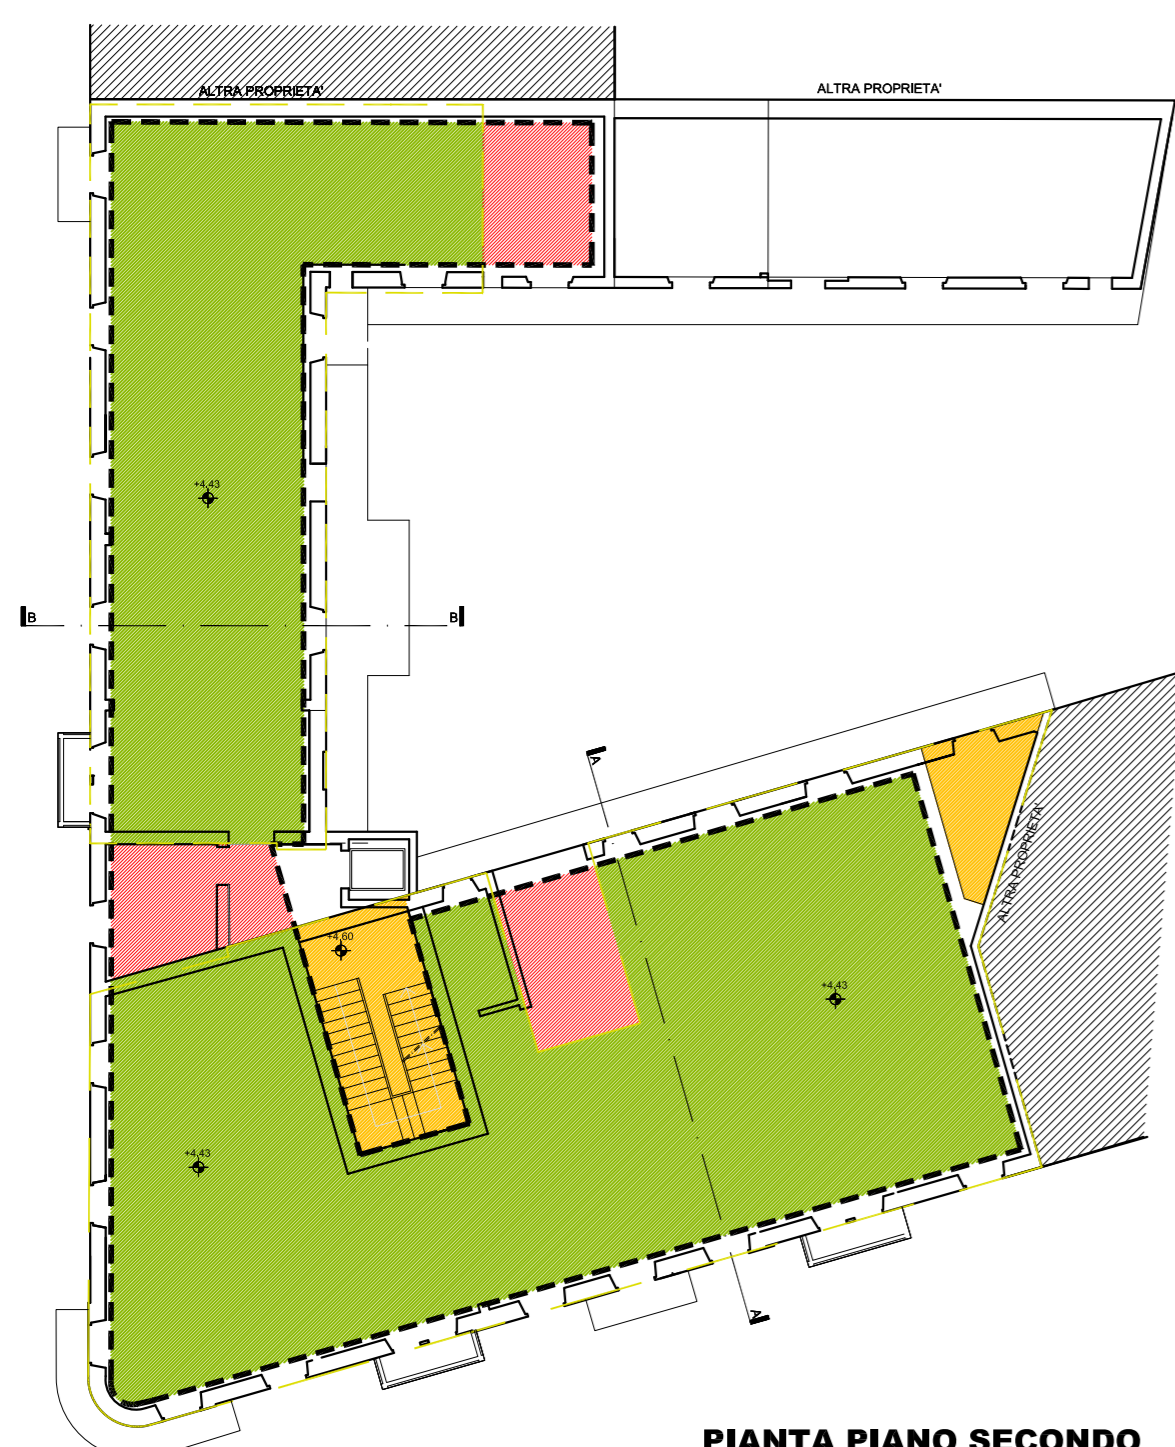 ALTRA PROPRIETA'
ALTRA PROPRIETA'
+4,43
B
B
A
ALTRA PROPRIETA'
+4,60
+4,43
+4,43
A
PIANTA PIANO SECONDO